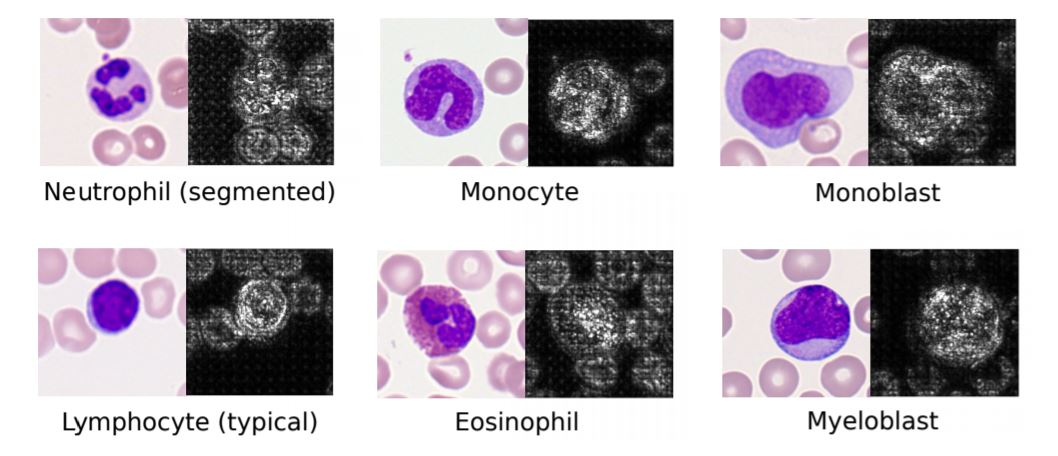 Neutrophil (segmented)
Monocyte
Monoblast
Lymphocyte (typical)
Eosinophil
Myeloblast